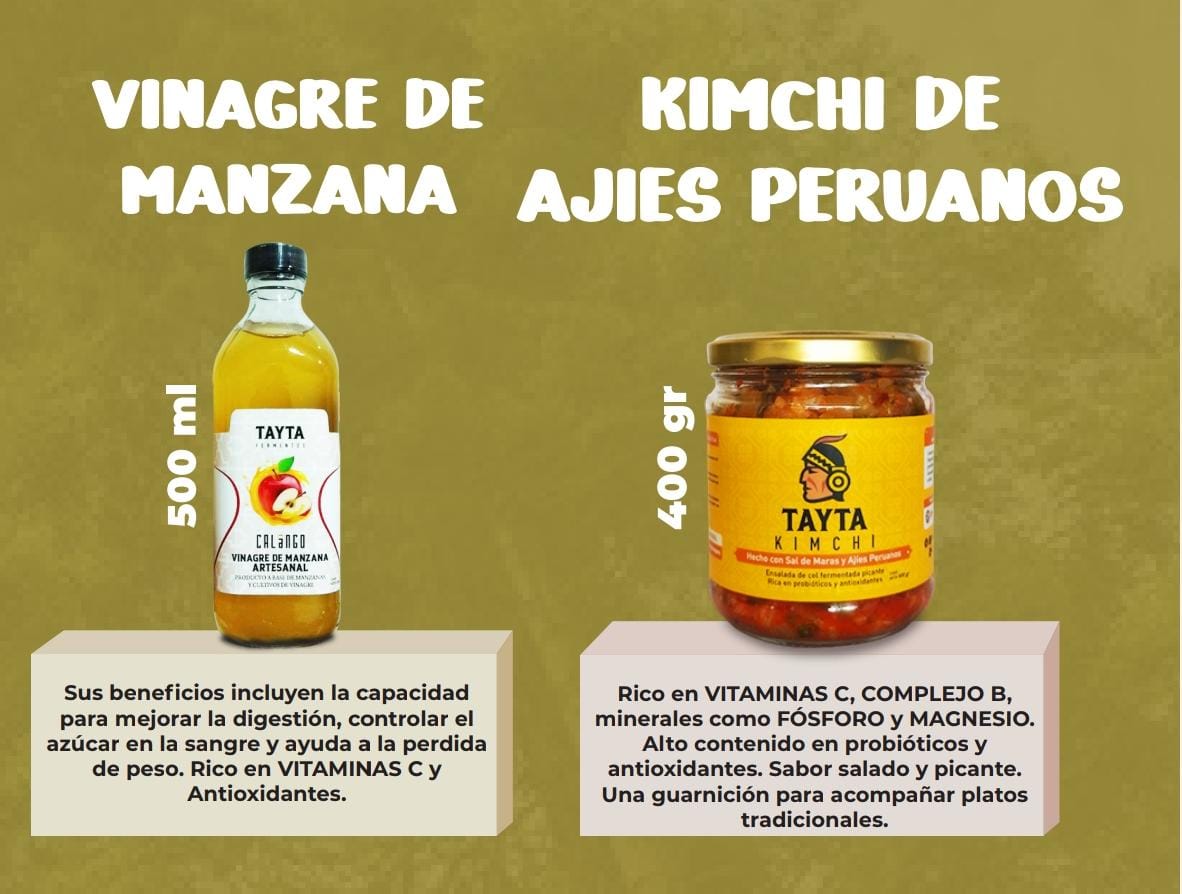 VINAGRE DE
MANZANA
500 ml
TAYTA
FERMENTOS
CALaNGO
VINAGRE DE MANZANA
ARTESANAL
PRODUCTO A BASE DE MANZANAS
Y CULTIVOS DE VINAGRE
Sus beneficios incluyen la capacidad
para mejorar la digestión, controlar el
azúcar en la sangre y ayuda a la perdida
de peso. Rico en VITAMINAS C y
Antioxidantes.
KIMCHI DE
AJIES PERUANOS
400 gr
TAYTA
KIMCHI
Hecho con Sal de Maras y Ajíes Peruanos
Ensalada de col fermentada picante
Rica en probióticos y antioxidantes
Rico en VITAMINAS C, COMPLEJO B,
minerales como FÓSFORO y MAGNESIO.
Alto contenido en probióticos y
antioxidantes. Sabor salado y picante.
Una guarnición para acompañar platos
tradicionales.